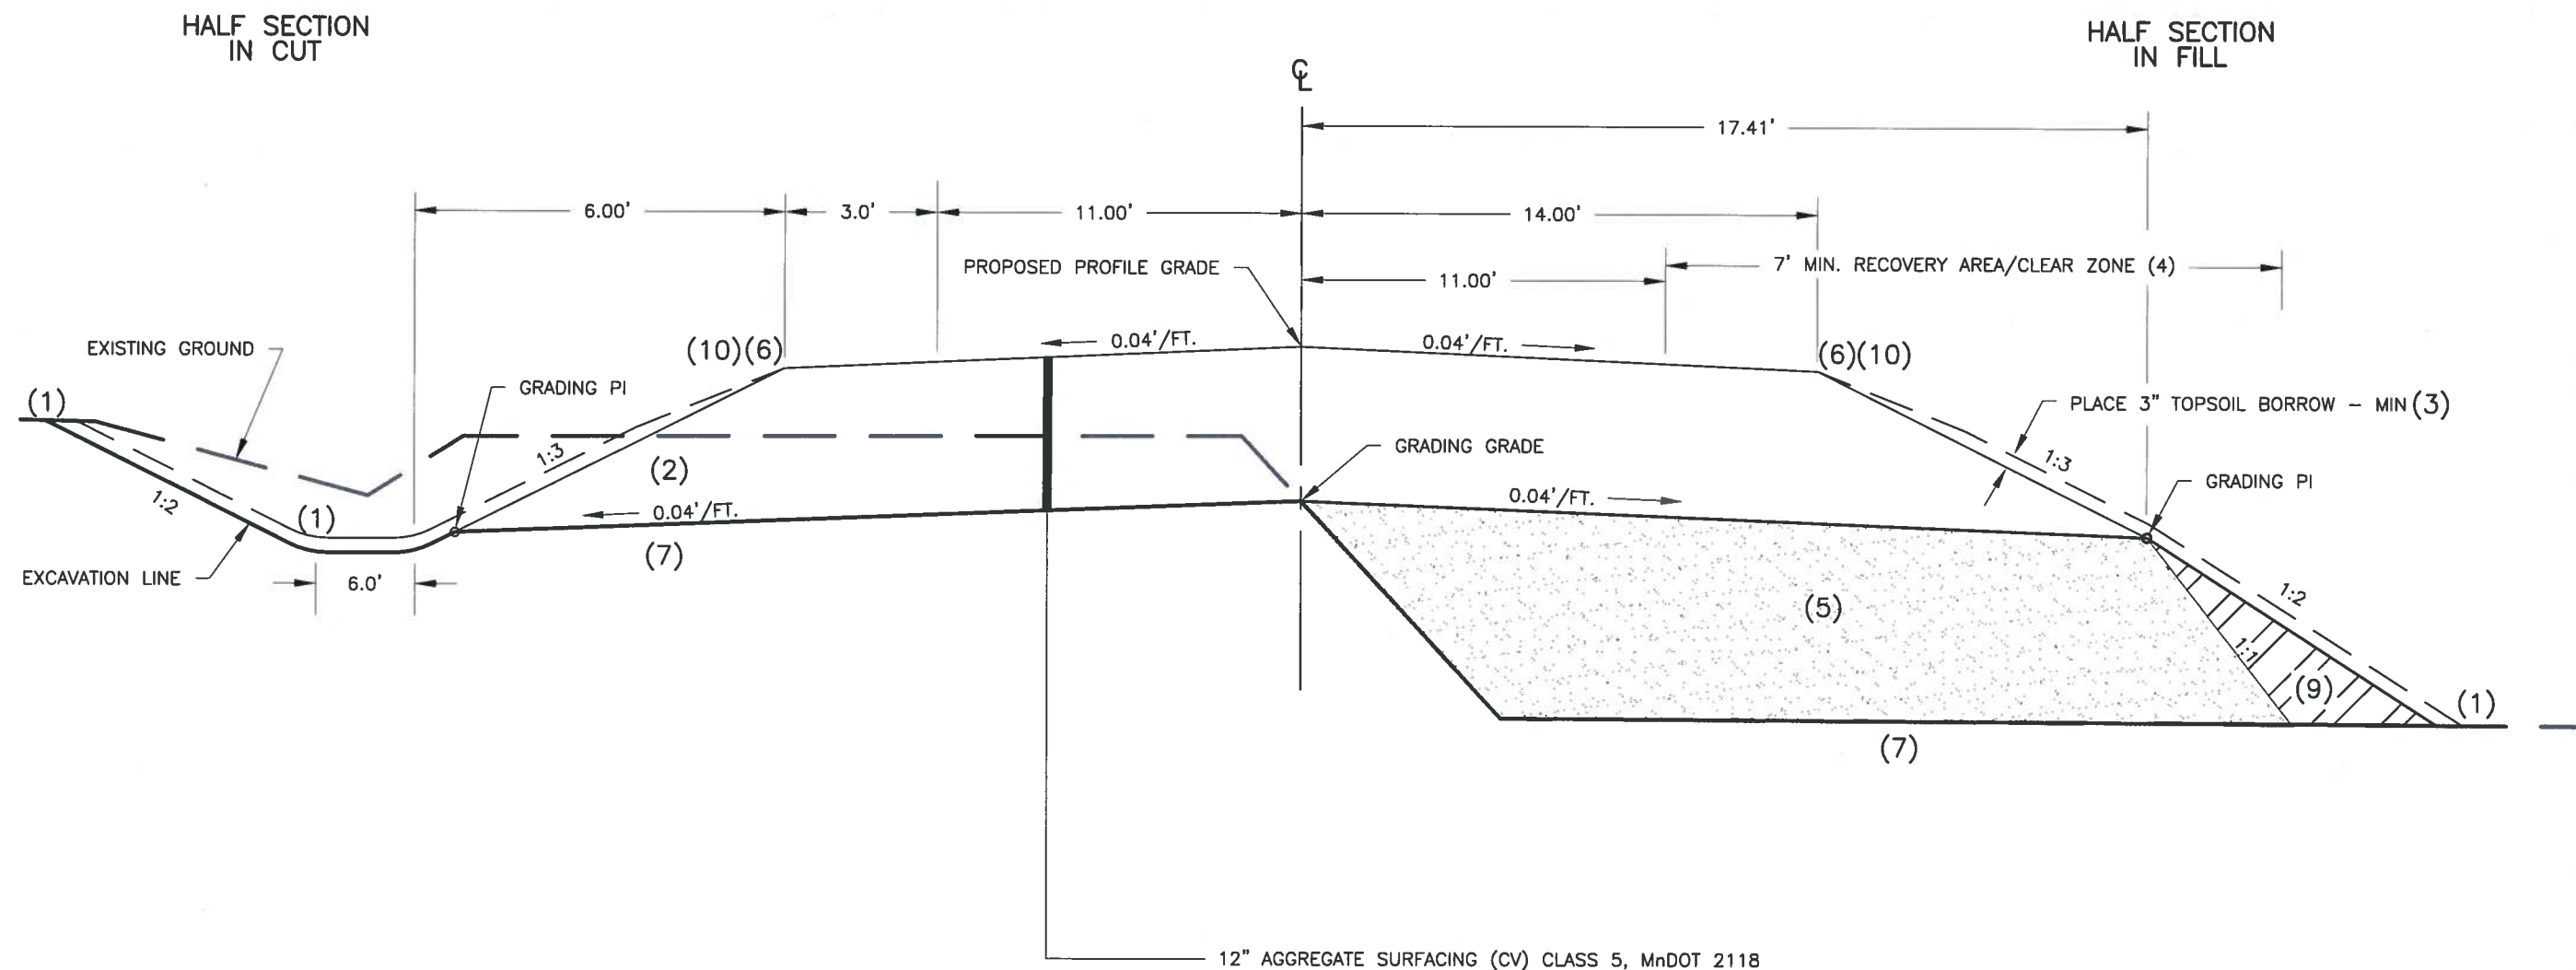 HALF SECTION
IN CUT
HALF SECTION
IN FILL
℄
17.41'
6.00'
3.0'
11.00'
14.00'
PROPOSED PROFILE GRADE
7' MIN. RECOVERY AREA/CLEAR ZONE (4)
11.00'
EXISTING GROUND
(10)(6)
0.04'/FT.
0.04'/FT.
(6)(10)
GRADING PI
(1)
PLACE 3" TOPSOIL BORROW - MIN (3)
1:3
(2)
GRADING GRADE
1:3
GRADING PI
1:2
(1)
0.04'/FT.
0.04'/FT.
(7)
EXCAVATION LINE
6.0'
(5)
1:2
1:1
(9)
(1)
(7)
12" AGGREGATE SURFACING (CV) CLASS 5, MnDOT 2118